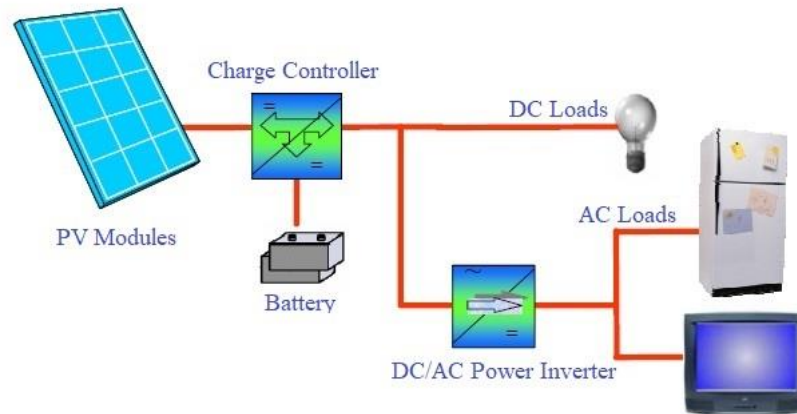 Charge Controller
DC Loads
=
=
PV Modules
AC Loads
Battery
~
=
DC/AC Power Inverter